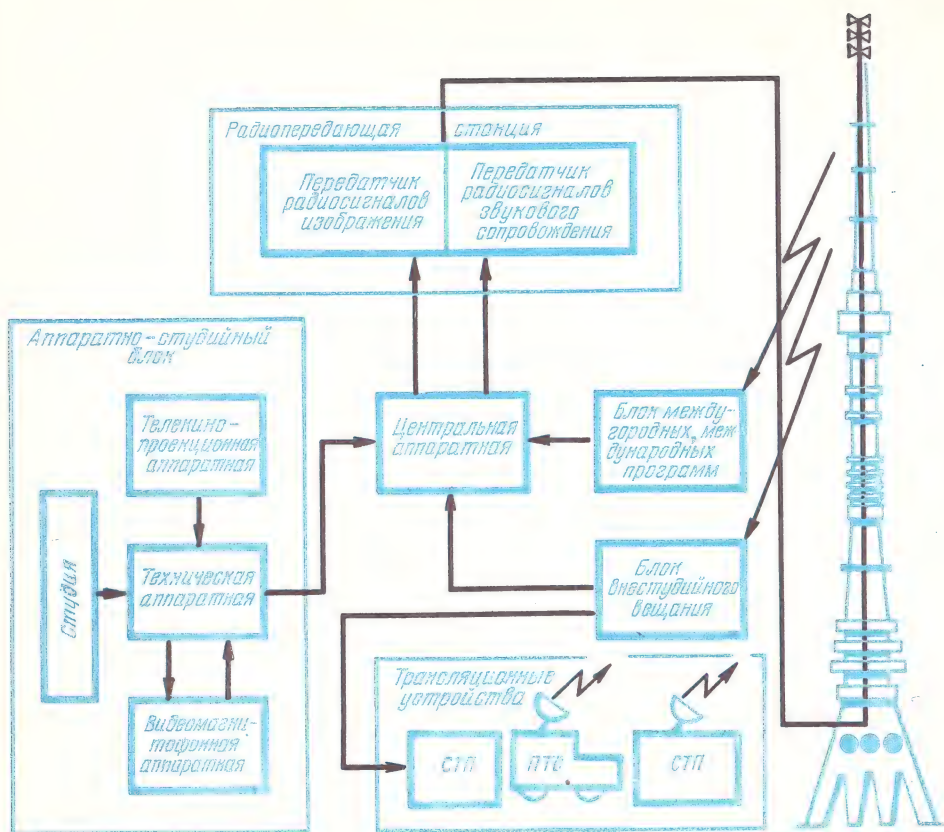 Радиопередающая станция
Передатчик
радиосигналов
изображения
Передатчик
радиосигналов
звукового
сопровождения
Аппаратно-студийный
блок
Телекино-
проекционная
аппаратная
Студия
Техническая
аппаратная
Видеомагни-
тофонная
аппаратная
Центральная
аппаратная
Блок между-
городных, меж-
дународных
программ
Блок
внестудийного
вещания
Трансляционные
устройства
СТП
ПТС
СТП